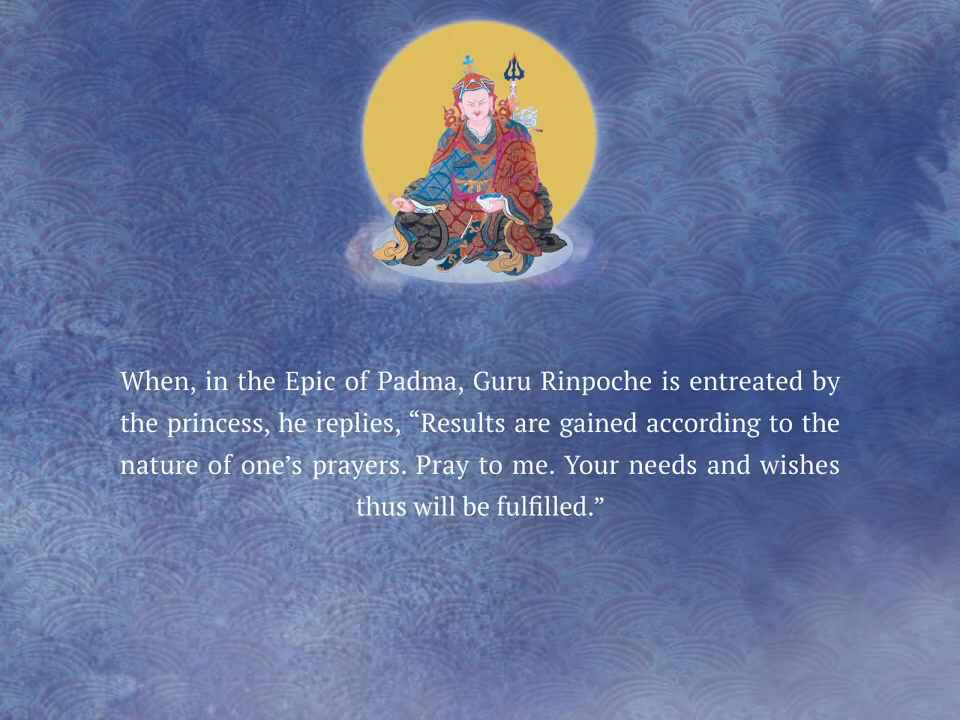 When, in the Epic of Padma, Guru Rinpoche is entreated by
the princess, he replies, “Results are gained according to the
nature of one’s prayers. Pray to me. Your needs and wishes
thus will be fulfilled.”